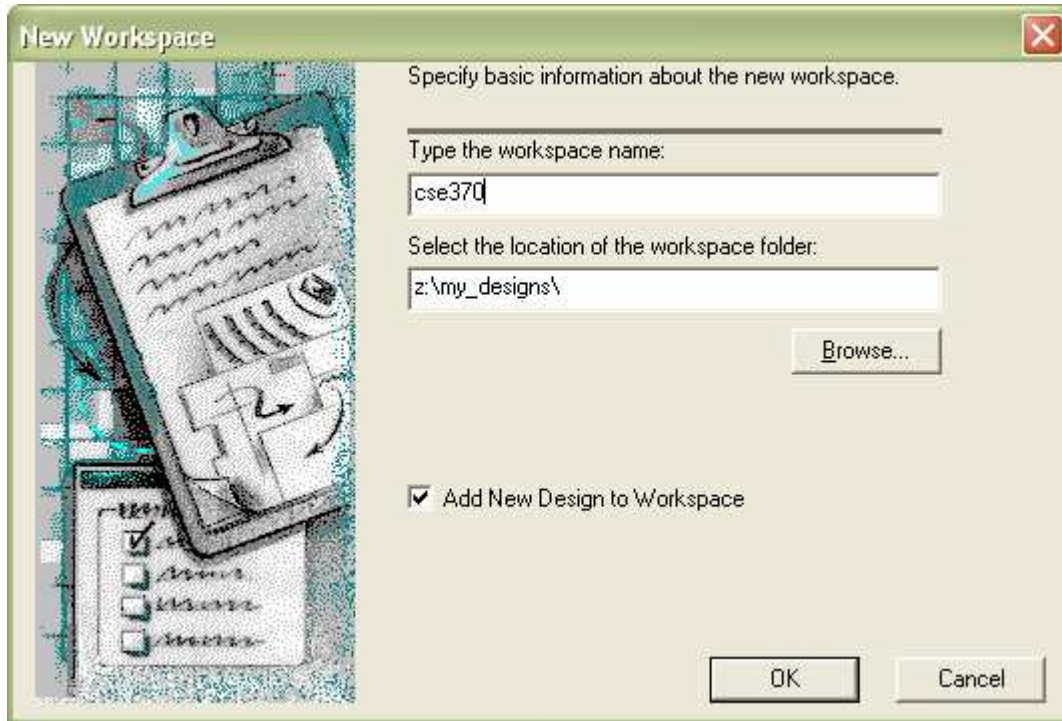 New Workspace
Specify basic information about the new workspace.
Type the workspace name:
cse370
Select the location of the workspace folder:
z:\my_designs\
Browse...
Add New Design to Workspace
OK
Cancel